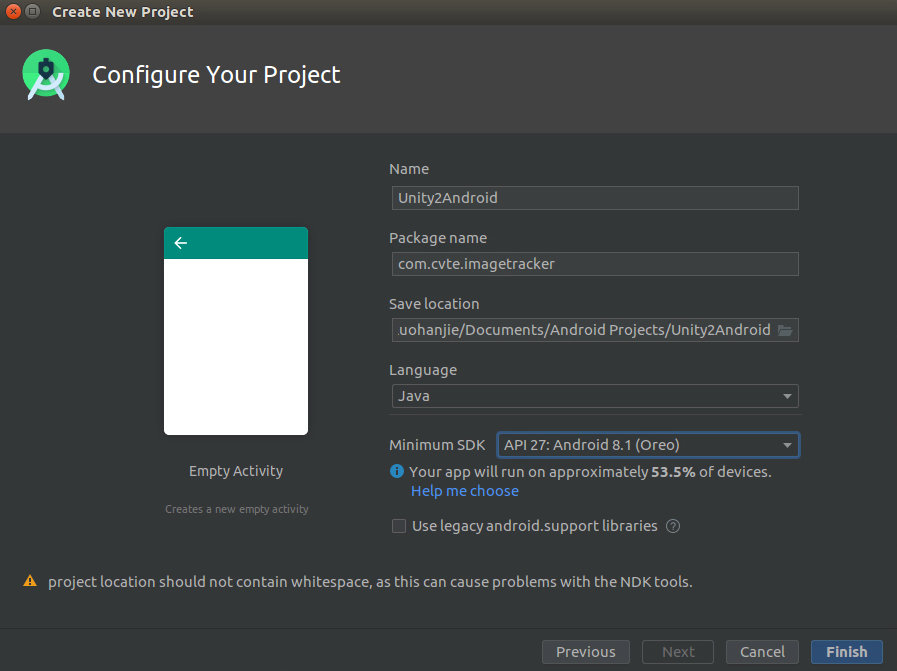 Create New Project
Configure Your Project
Name
Unity2Android
Package name
com.cvte.imagetracker
Save location
uohanjie/Documents/Android Projects/Unity2Android
Language
Java
Minimum SDK API 27: Android 8.1 (Oreo)
Your app will run on approximately 53.5% of devices.
Help me choose
Use legacy android.support libraries ?
Empty Activity
Creates a new empty activity
project location should not contain whitespace, as this can cause problems with the NDK tools.
Previous Next Cancel Finish